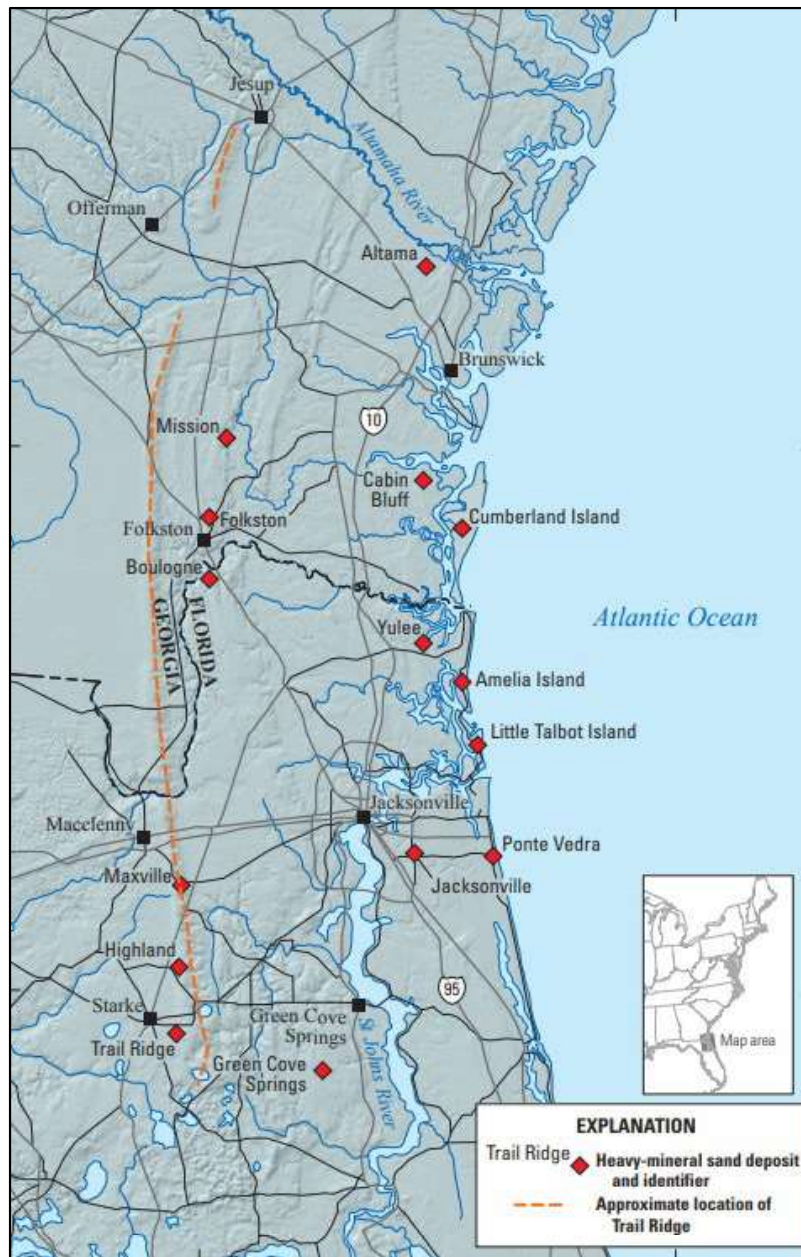 Jesup
Altamaha River
Offerman
Altama
Brunswick
Mission
10
Cabin
Bluff
Cumberland Island
Folkston
Folkston
Boulogne
GEORGIA
FLORIDA
Yulee
Atlantic Ocean
Amelia Island
Little Talbot Island
Jacksonville
Macclenny
Ponte Vedra
Maxville
Jacksonville
Highland
95
Starke
Green Cove
Springs
St Johns River
Trail Ridge
Green Cove
Springs
Map area
EXPLANATION
Trail Ridge Heavy-mineral sand deposit
and identifier
Approximate location of
Trail Ridge